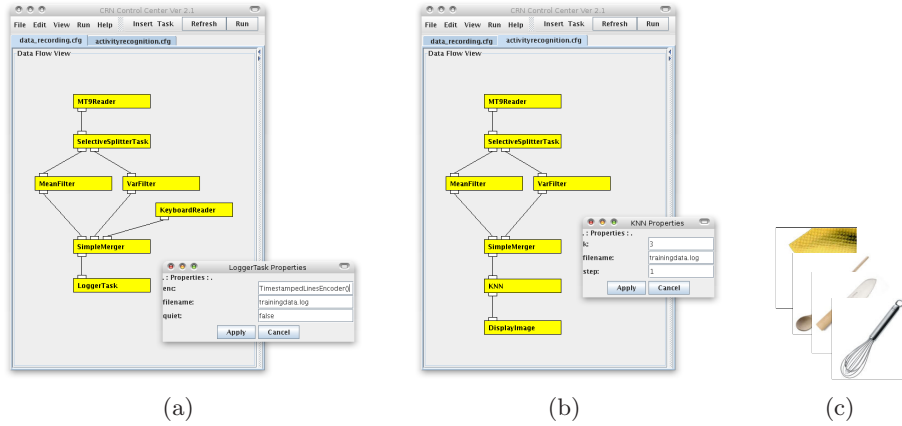 CRN Control Center Ver 2.1
File Edit View Run Help Insert Task Refresh Run
data_recording.cfg activityrecognition.cfg
Data Flow View
MT9Reader
SelectiveSplitterTask
MeanFilter VarFilter
KeyboardReader
SimpleMerger
LoggerTask
LoggerTask Properties
. : Properties : .
enc: TimestampedLinesEncoder()
filename: trainingdata.log
quiet: false
Apply Cancel
(a)
CRN Control Center Ver 2.1
File Edit View Run Help Insert Task Refresh Run
data_recording.cfg activityrecognition.cfg
Data Flow View
MT9Reader
SelectiveSplitterTask
MeanFilter VarFilter
SimpleMerger
KNN
DisplayImage
KNN Properties
. : Properties : .
k: 3
filename: trainingdata.log
step: 1
Apply Cancel
(b)
(c)